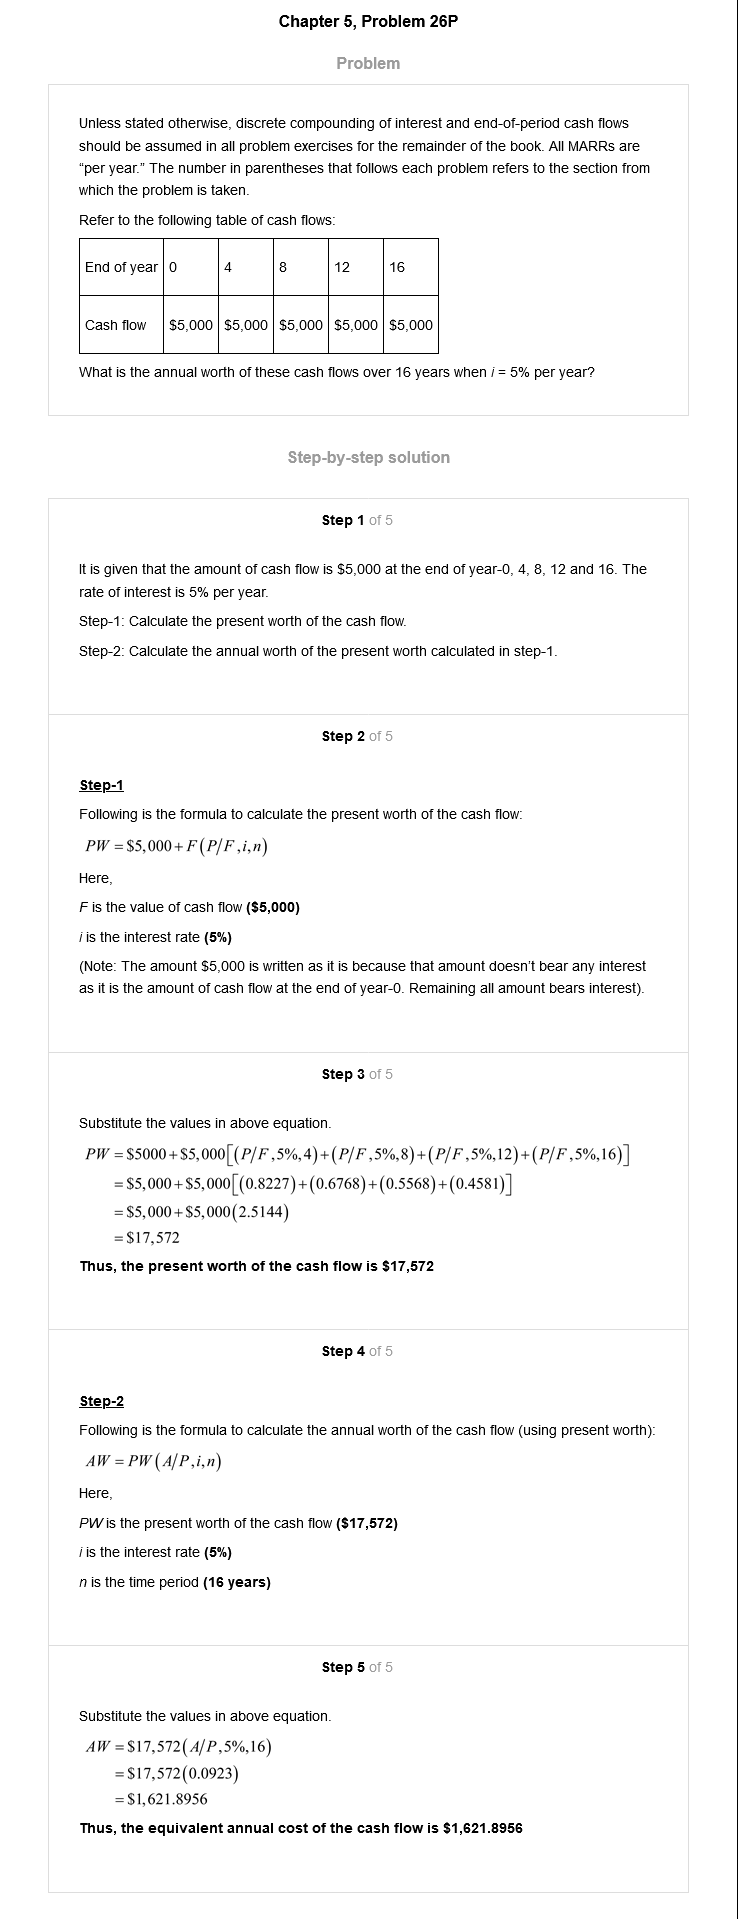 Chapter 5, Problem 26P
Problem
Unless stated otherwise, discrete compounding of interest and end-of-period cash flows
should be assumed in all problem exercises for the remainder of the book. All MARRs are
“per year.” The number in parentheses that follows each problem refers to the section from
which the problem is taken.
Refer to the following table of cash flows:
End of year 0 4 8 12 16
Cash flow $5,000 $5,000 $5,000 $5,000 $5,000
What is the annual worth of these cash flows over 16 years when i = 5% per year?
Step-by-step solution
Step 1 of 5
It is given that the amount of cash flow is $5,000 at the end of year-0, 4, 8, 12 and 16. The
rate of interest is 5% per year.
Step-1: Calculate the present worth of the cash flow.
Step-2: Calculate the annual worth of the present worth calculated in step-1.
Step 2 of 5
Step-1
Following is the formula to calculate the present worth of the cash flow:
PW = $5,000 + F(P/F,i,n)
Here,
F is the value of cash flow ($5,000)
i is the interest rate (5%)
(Note: The amount $5,000 is written as it is because that amount doesn’t bear any interest
as it is the amount of cash flow at the end of year-0. Remaining all amount bears interest).
Step 3 of 5
Substitute the values in above equation.
PW = $5000 + $5,000[(P/F,5%,4)+(P/F,5%,8)+(P/F,5%,12)+(P/F,5%,16)]
= $5,000 + $5,000[(0.8227)+(0.6768)+(0.5568)+(0.4581)]
= $5,000 + $5,000(2.5144)
= $17,572
Thus, the present worth of the cash flow is $17,572
Step 4 of 5
Step-2
Following is the formula to calculate the annual worth of the cash flow (using present worth):
AW = PW(A/P,i,n)
Here,
PW is the present worth of the cash flow ($17,572)
i is the interest rate (5%)
n is the time period (16 years)
Step 5 of 5
Substitute the values in above equation.
AW = $17,572(A/P,5%,16)
= $17,572(0.0923)
= $1,621.8956
Thus, the equivalent annual cost of the cash flow is $1,621.8956